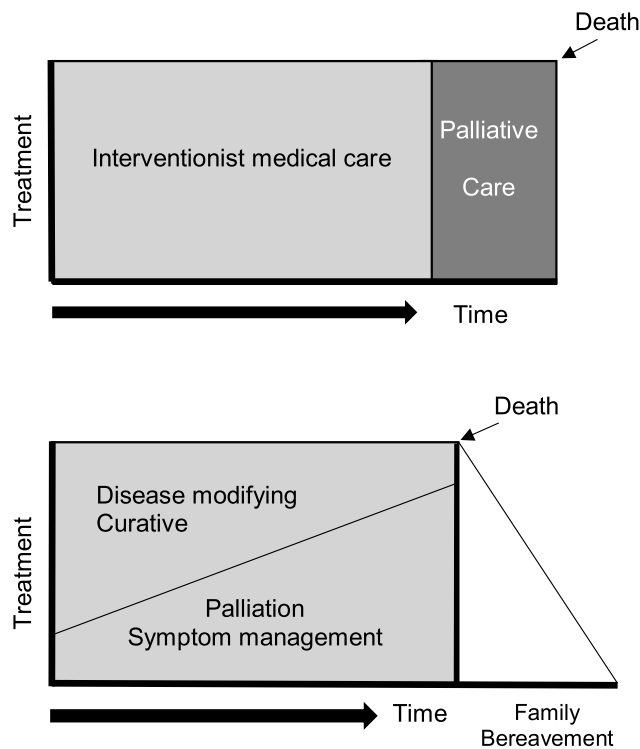 Death
Treatment
Interventionist medical care
Palliative
Care
Time
Death
Treatment
Disease modifying
Curative
Palliation
Symptom management
Time
Family
Bereavement